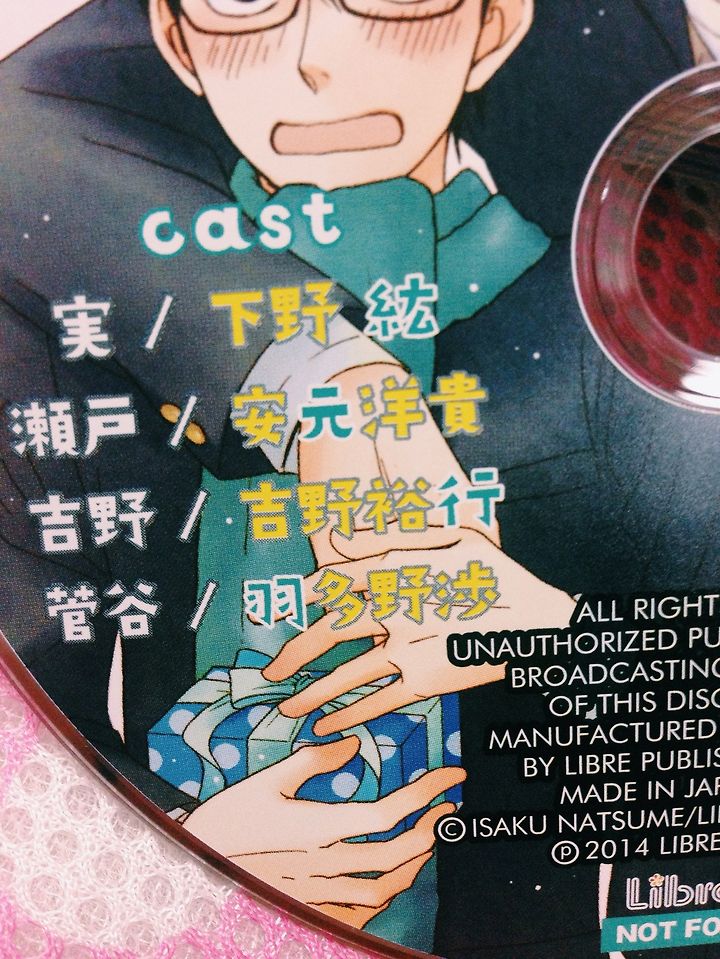 cast
実 / 下野 紘
瀬戸 / 安元洋貴
吉野 / 吉野裕行
菅谷 / 羽多野渉
ALL RIGHT
UNAUTHORIZED PU
BROADCASTING
OF THIS DISC
MANUFACTURED
BY LIBRE PUBLIS
MADE IN JAP
© ISAKU NATSUME/LIB
℗ 2014 LIBRE
Libre
NOT FO